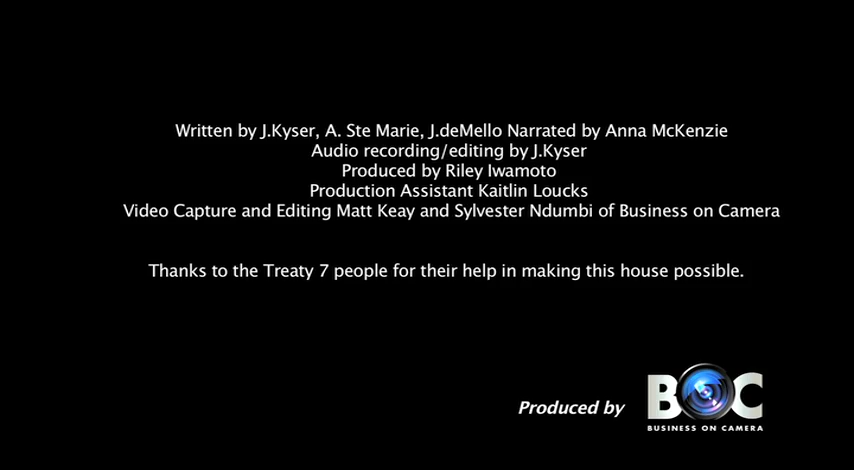 Written by J.Kyser, A. Ste Marie, J.deMello Narrated by Anna McKenzie
Audio recording/editing by J.Kyser
Produced by Riley Iwamoto
Production Assistant Kaitlin Loucks
Video Capture and Editing Matt Keay and Sylvester Ndumbi of Business on Camera
Thanks to the Treaty 7 people for their help in making this house possible.
Produced by
BOC
BUSINESS ON CAMERA